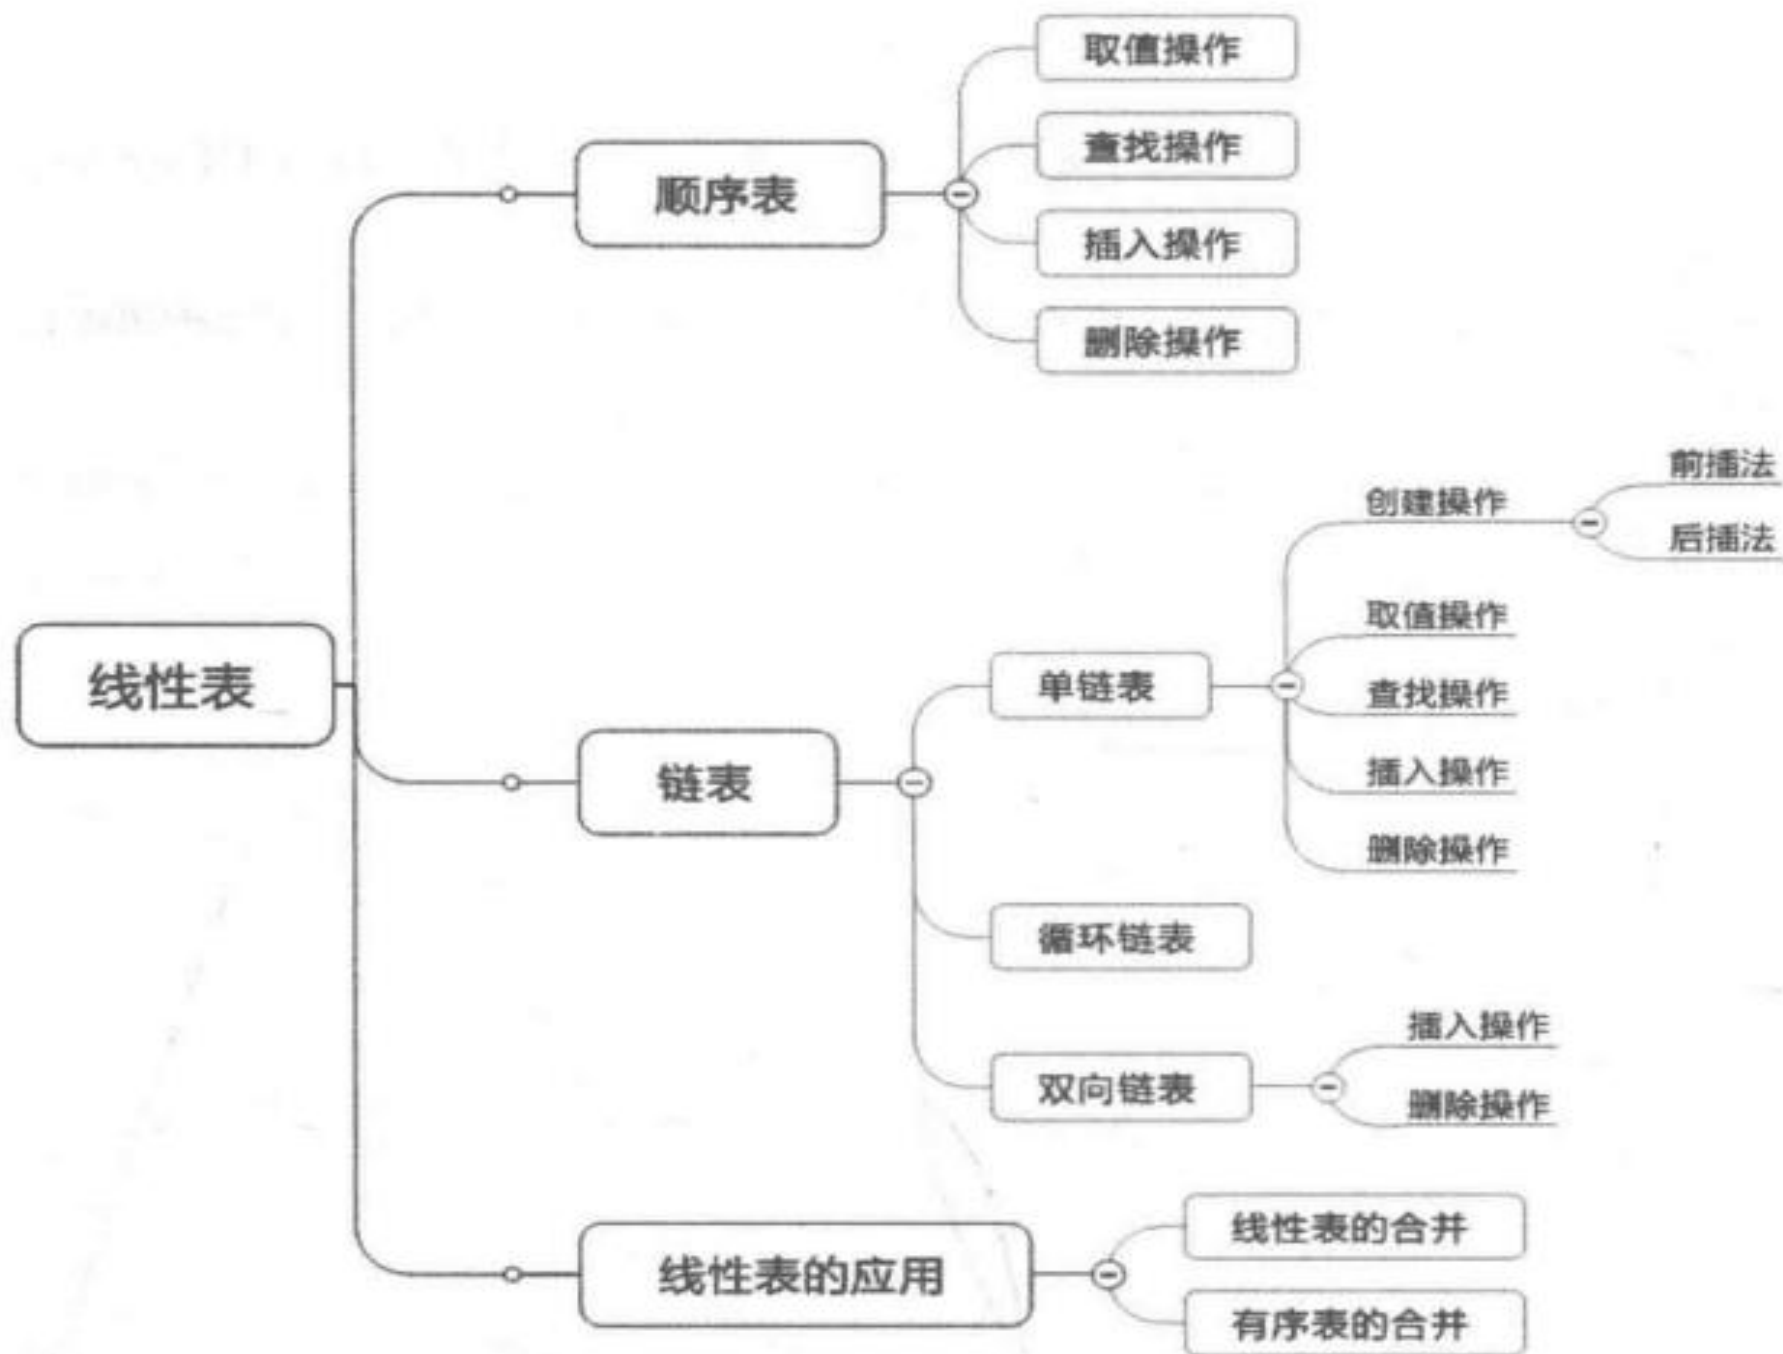 线性表
顺序表
取值操作
查找操作
插入操作
删除操作
链表
单链表
创建操作
前插法
后插法
取值操作
查找操作
插入操作
删除操作
循环链表
双向链表
插入操作
删除操作
线性表的应用
线性表的合并
有序表的合并